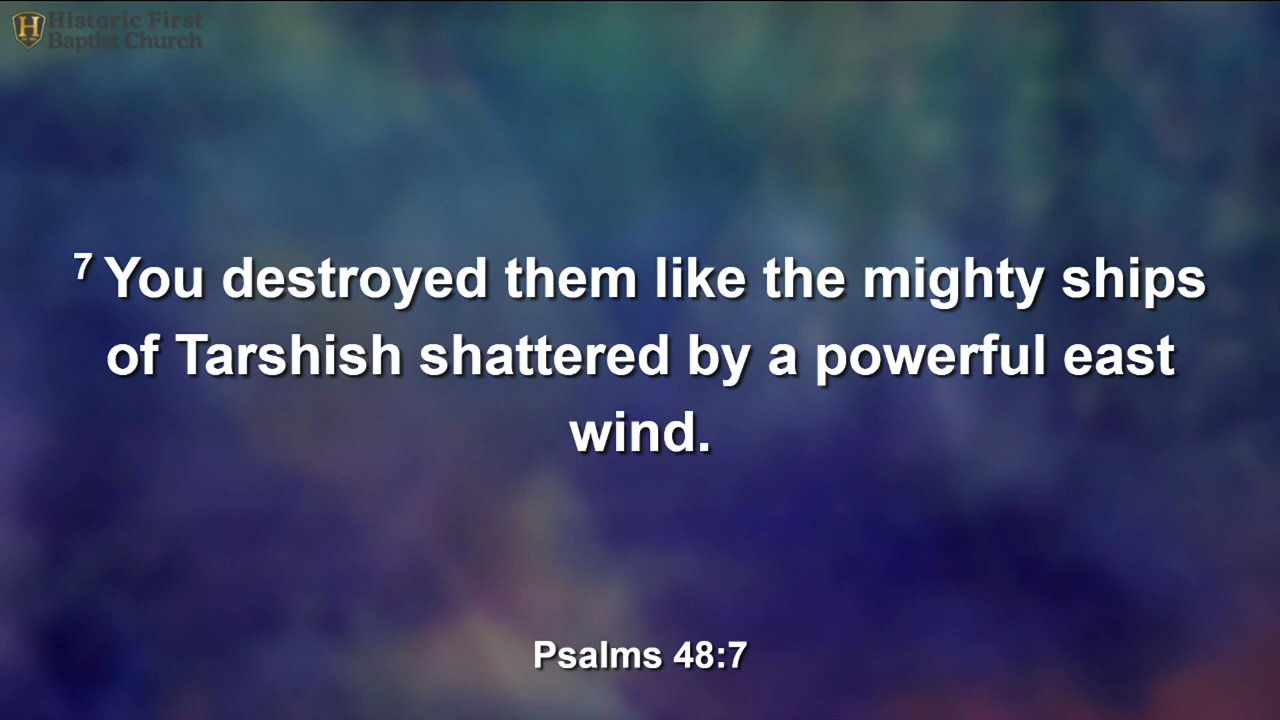 Historic First
Baptist Church
7 You destroyed them like the mighty ships
of Tarshish shattered by a powerful east
wind.
Psalms 48:7